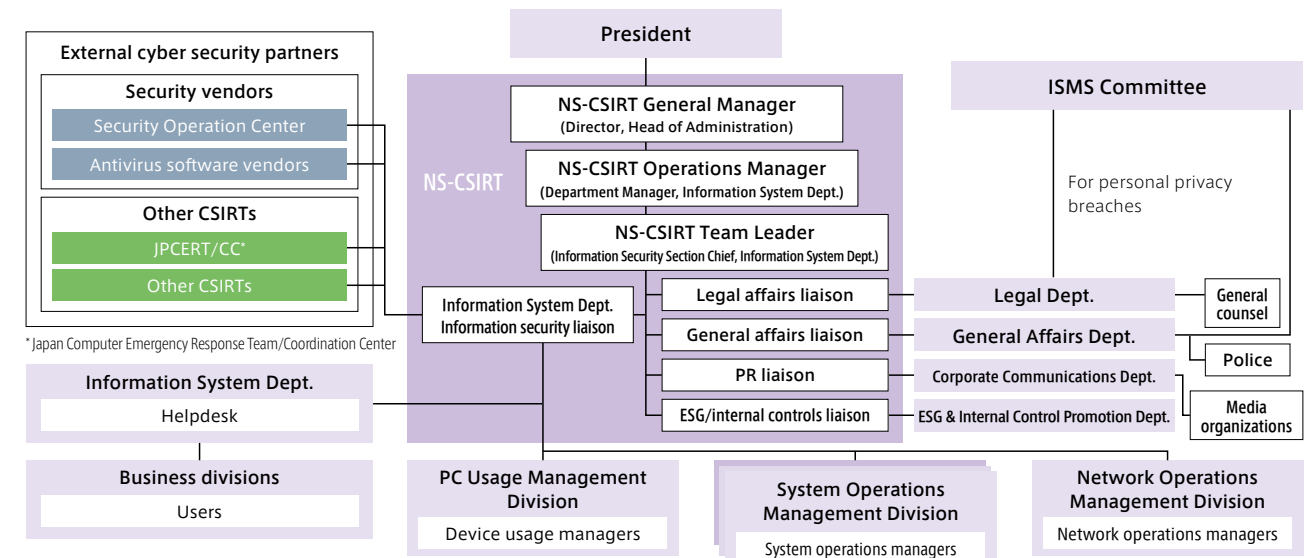 President
External cyber security partners
Security vendors
Security Operation Center
Antivirus software vendors
Other CSIRTs
JPCERT/CC*
Other CSIRTs
* Japan Computer Emergency Response Team/Coordination Center
NS-CSIRT
NS-CSIRT General Manager
(Director, Head of Administration)
NS-CSIRT Operations Manager
(Department Manager, Information System Dept.)
NS-CSIRT Team Leader
(Information Security Section Chief, Information System Dept.)
Information System Dept.
Information security liaison
Legal affairs liaison
General affairs liaison
PR liaison
ESG/internal controls liaison
ISMS Committee
For personal privacy
breaches
Legal Dept.
General
counsel
General Affairs Dept.
Police
Corporate Communications Dept.
ESG & Internal Control Promotion Dept.
Media
organizations
Information System Dept.
Helpdesk
Business divisions
Users
PC Usage Management
Division
Device usage managers
System Operations
Management Division
System operations managers
Network Operations
Management Division
Network operations managers